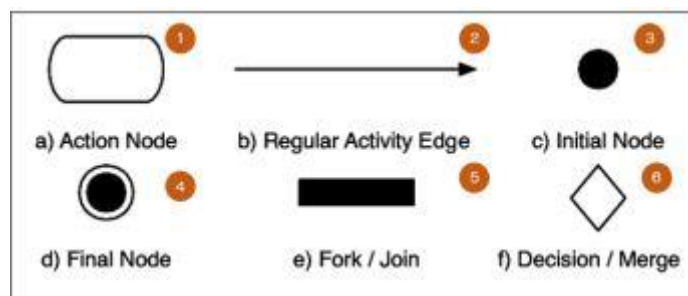 1 2 3
a) Action Node b) Regular Activity Edge c) Initial Node
4 5 6
d) Final Node e) Fork / Join f) Decision / Merge